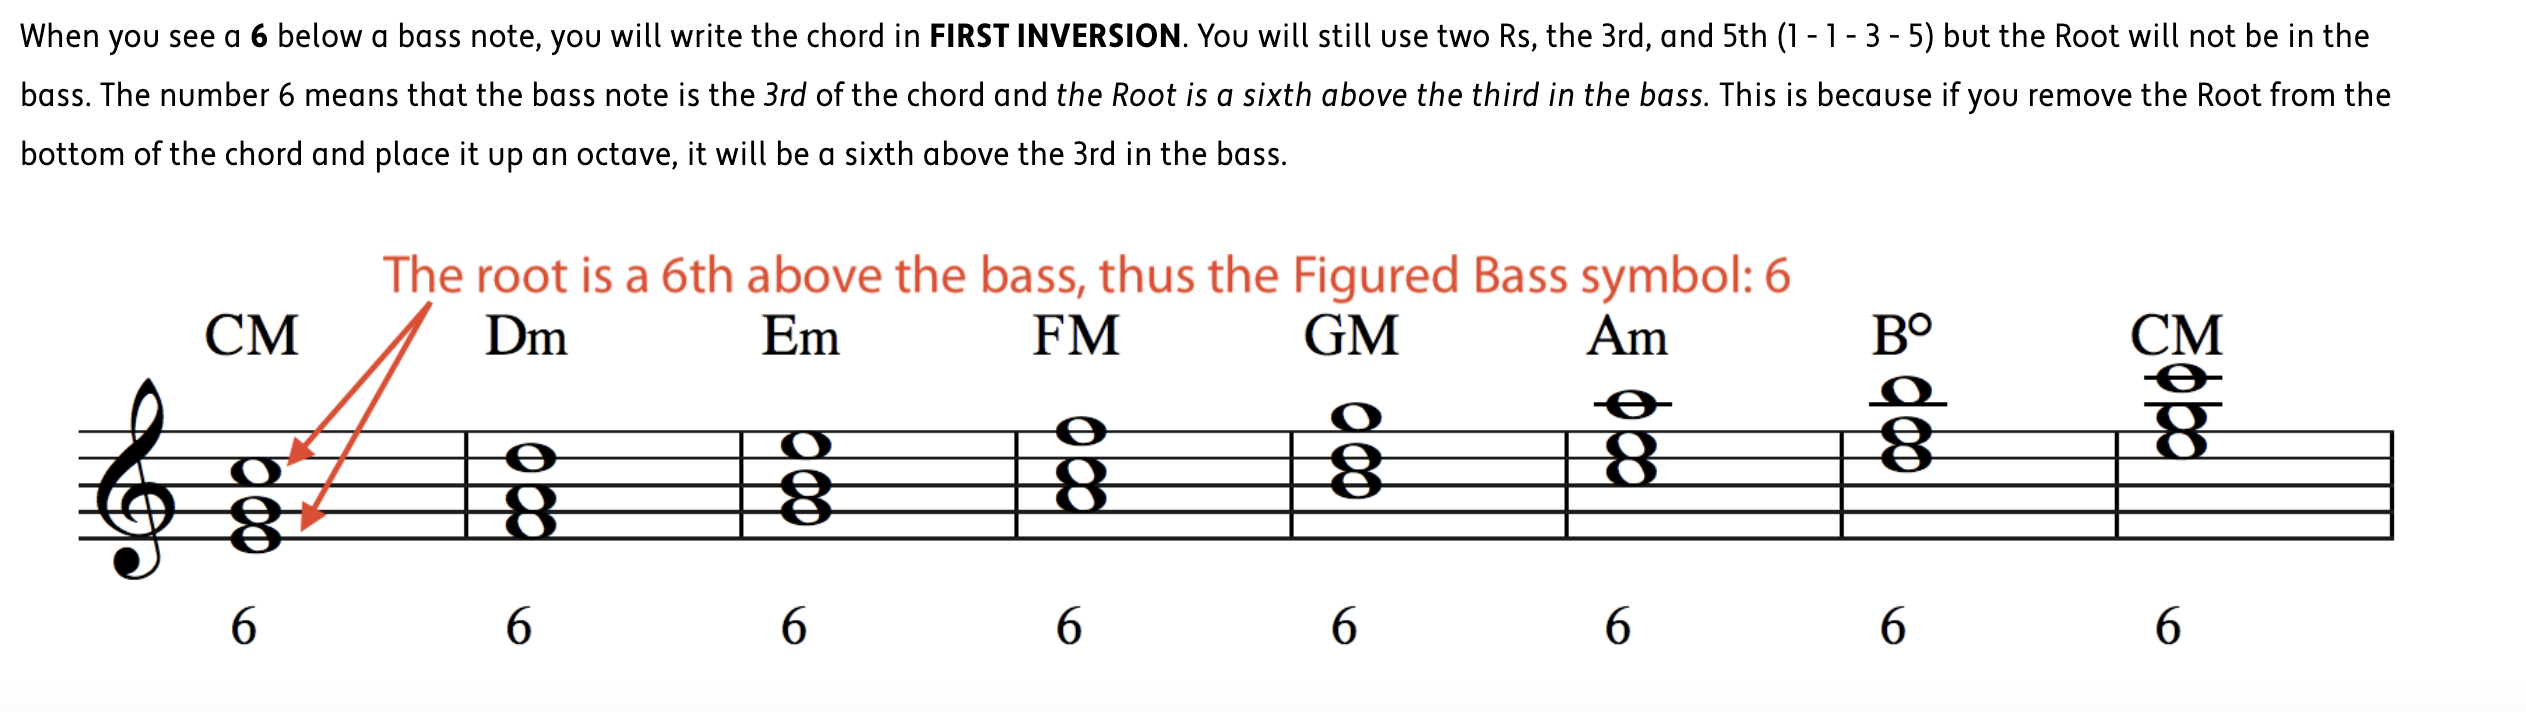 When you see a 6 below a bass note, you will write the chord in FIRST INVERSION. You will still use two Rs, the 3rd, and 5th (1 - 1 - 3 - 5) but the Root will not be in the
bass. The number 6 means that the bass note is the 3rd of the chord and the Root is a sixth above the third in the bass. This is because if you remove the Root from the
bottom of the chord and place it up an octave, it will be a sixth above the 3rd in the bass.
The root is a 6th above the bass, thus the Figured Bass symbol: 6
CM Dm Em FM GM Am B° CM
6 6 6 6 6 6 6 6